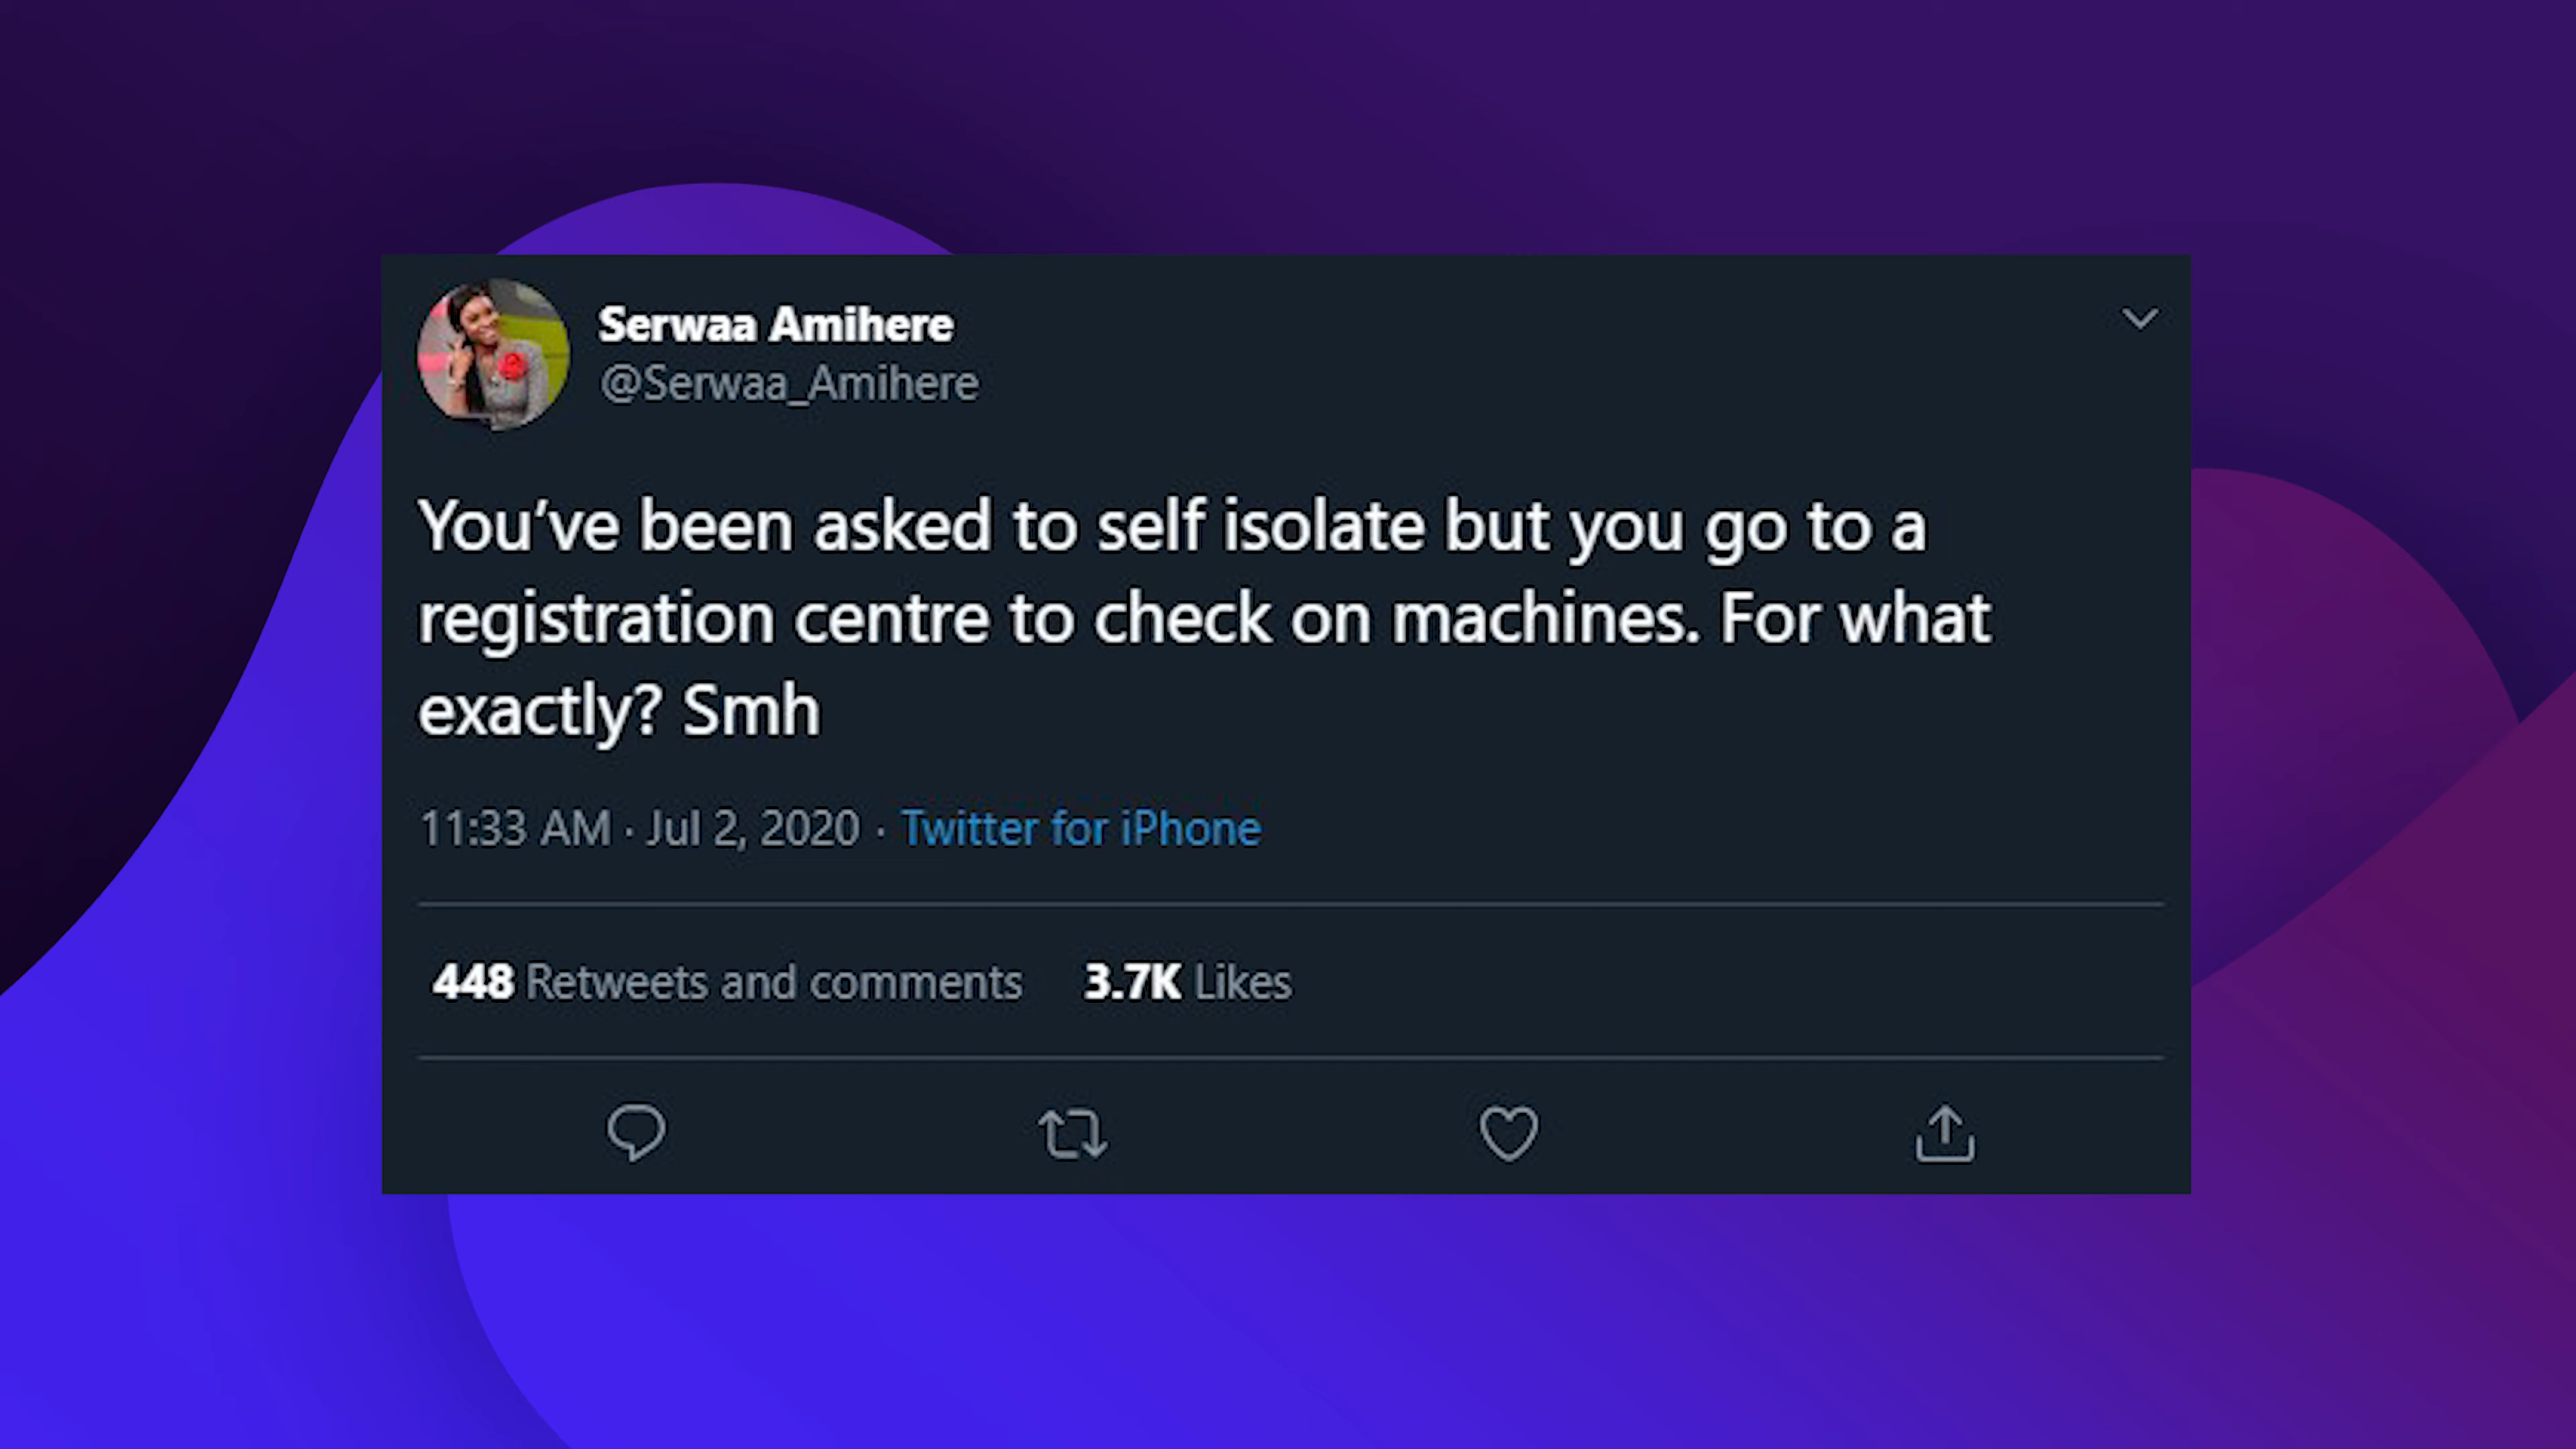 Serwaa Amihere
@Serwaa_Amihere
You’ve been asked to self isolate but you go to a
registration centre to check on machines. For what
exactly? Smh
11:33 AM · Jul 2, 2020 · Twitter for iPhone
448 Retweets and comments 3.7K Likes